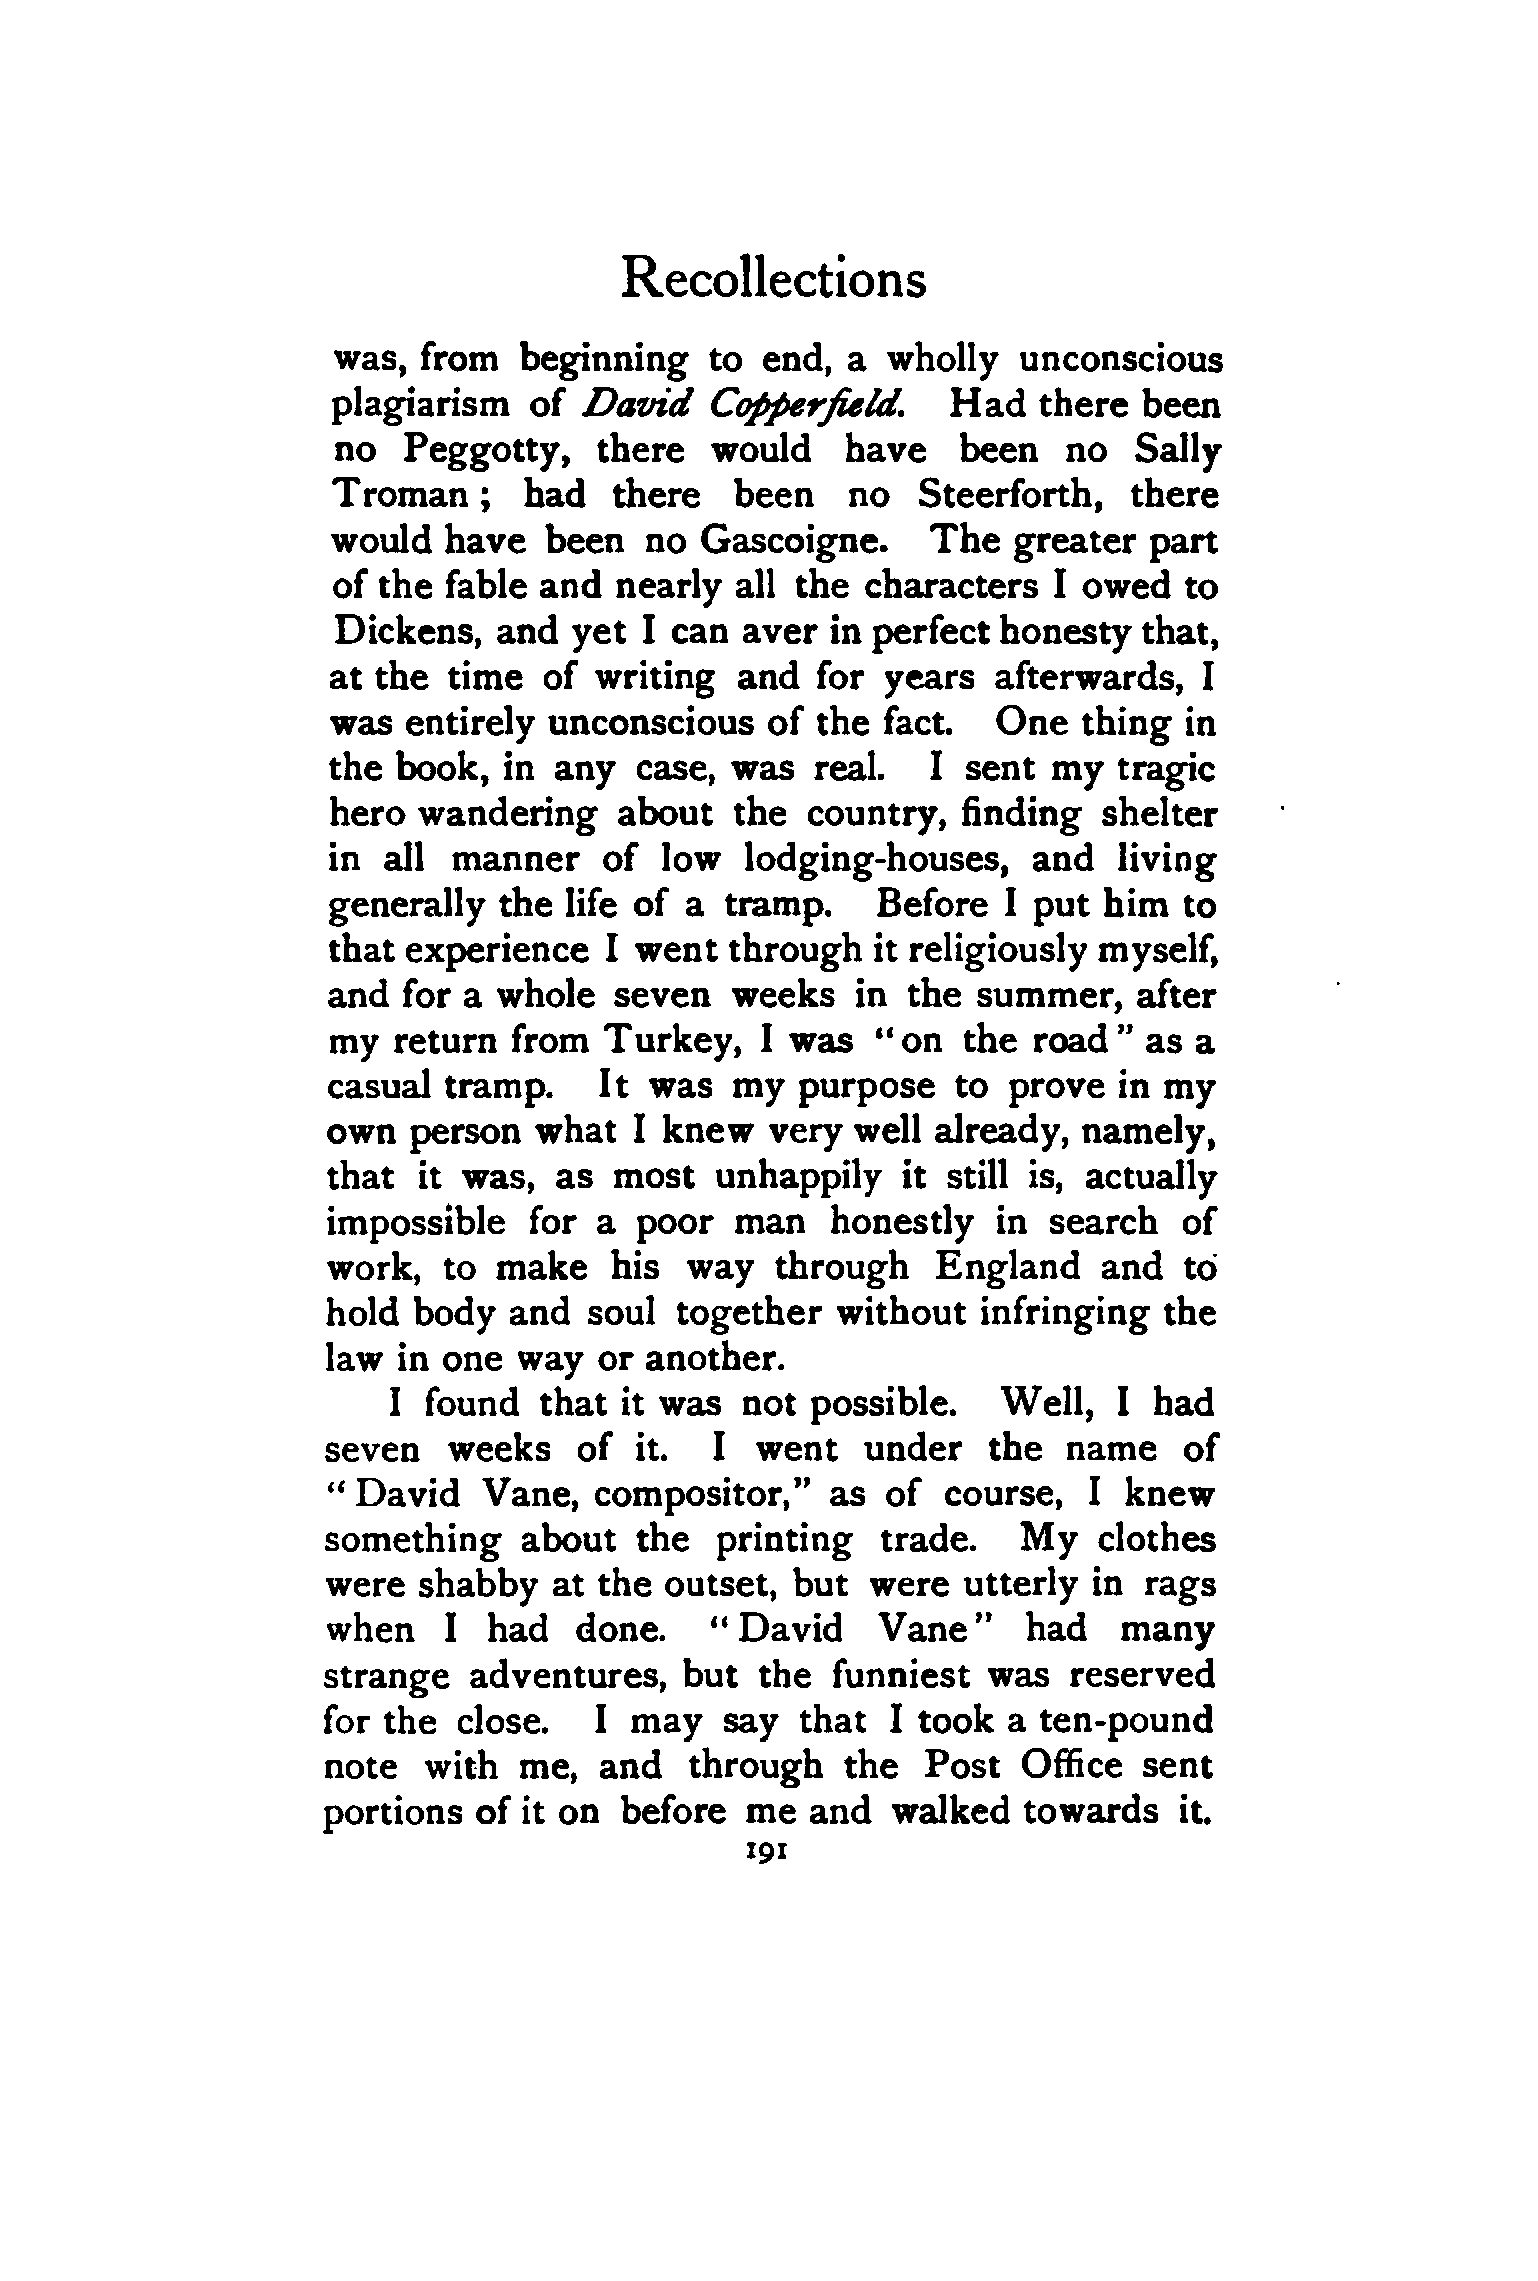 Recollections
was, from beginning to end, a wholly unconscious
plagiarism of David Copperfield. Had there been
no Peggotty, there would have been no Sally
Troman ; had there been no Steerforth, there
would have been no Gascoigne. The greater part
of the fable and nearly all the characters I owed to
Dickens, and yet I can aver in perfect honesty that,
at the time of writing and for years afterwards, I
was entirely unconscious of the fact. One thing in
the book, in any case, was real. I sent my tragic
hero wandering about the country, finding shelter
in all manner of low lodging-houses, and living
generally the life of a tramp. Before I put him to
that experience I went through it religiously myself,
and for a whole seven weeks in the summer, after
my return from Turkey, I was “on the road” as a
casual tramp. It was my purpose to prove in my
own person what I knew very well already, namely,
that it was, as most unhappily it still is, actually
impossible for a poor man honestly in search of
work, to make his way through England and to
hold body and soul together without infringing the
law in one way or another.
I found that it was not possible. Well, I had
seven weeks of it. I went under the name of
“David Vane, compositor,” as of course, I knew
something about the printing trade. My clothes
were shabby at the outset, but were utterly in rags
when I had done. “David Vane” had many
strange adventures, but the funniest was reserved
for the close. I may say that I took a ten-pound
note with me, and through the Post Office sent
portions of it on before me and walked towards it.
191